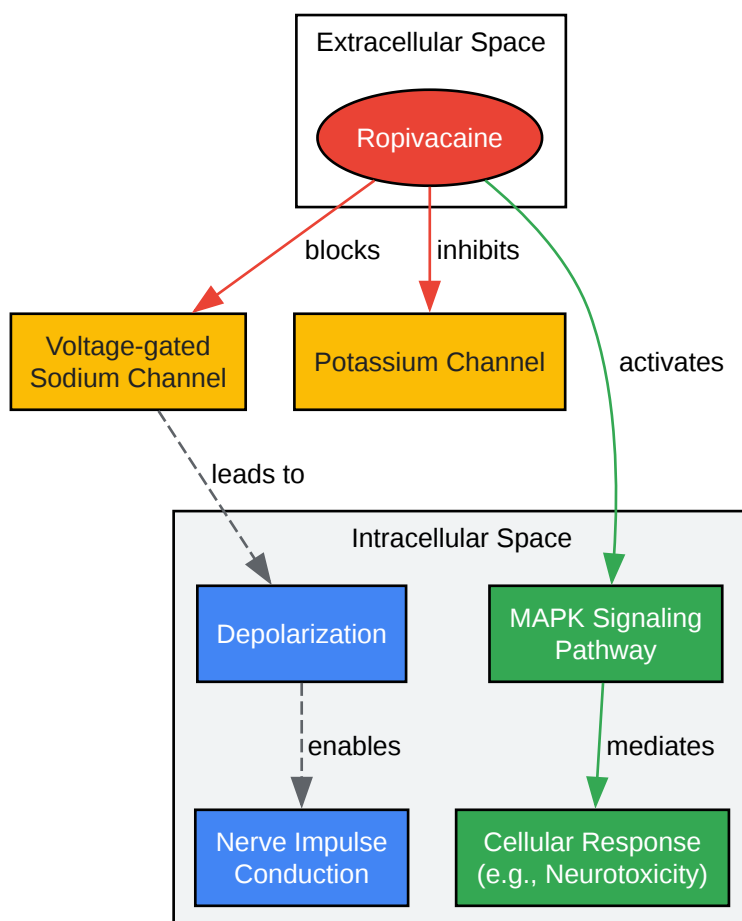 Extracellular Space
Ropivacaine
blocks
inhibits
Voltage-gated
Sodium Channel
Potassium Channel
activates
leads to
Intracellular Space
Depolarization
MAPK Signaling
Pathway
enables
mediates
Nerve Impulse
Conduction
Cellular Response
(e.g., Neurotoxicity)